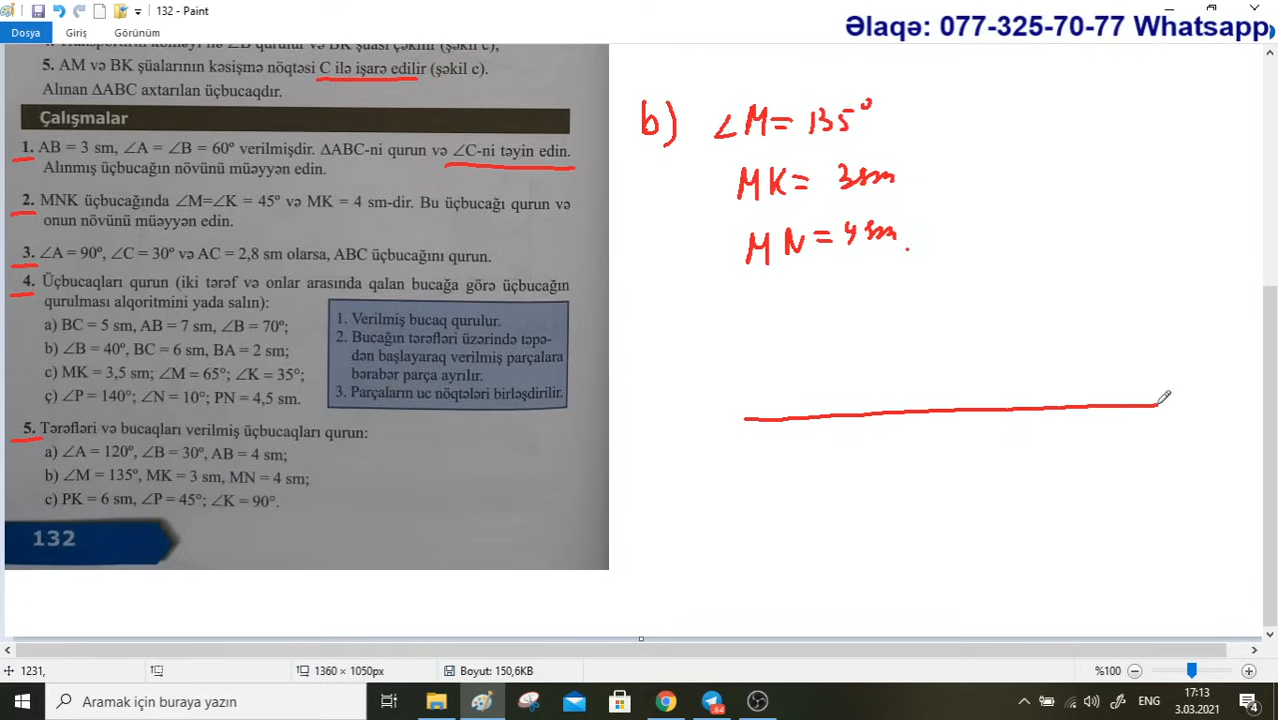 132 - Paint
Əlaqə: 077-325-70-77 Whatsapp
Dosya Giriş Görünüm
5. AM və BK şüalarının kəsişmə nöqtəsi C ilə işarə edilir (şəkil c).
Alınan ΔABC axtarılan üçbucaqdır.
Çalışmalar
1. AB = 3 sm, ∠A = ∠B = 60º verilmişdir. ΔABC-ni qurun və ∠C-ni təyin edin.
Alınmış üçbucağın növünü müəyyən edin.
2. MNK üçbucağında ∠M=∠K = 45° və MK = 4 sm-dir. Bu üçbucağı qurun və
onun növünü müəyyən edin.
3. ∠A = 90º, ∠C = 30º və AC = 2,8 sm olarsa, ABC üçbucağını qurun.
4. Üçbucaqları qurun (iki tərəf və onlar arasında qalan bucağa görə üçbucağın
qurulması alqoritmini yada salın):
a) BC = 5 sm, AB = 7 sm, ∠B = 70º;
b) ∠B = 40º, BC = 6 sm, BA = 2 sm;
c) MK = 3,5 sm; ∠M = 65°; ∠K = 35°;
ç) ∠P = 140°; ∠N = 10°; PN = 4,5 sm.
1. Verilmiş bucaq qurulur.
2. Bucağın tərəfləri üzərində təpə-
dən başlayaraq verilmiş parçalara
bərabər parça ayrılır.
3. Parçaların uc nöqtələri birləşdirilir.
5. Tərəfləri və bucaqları verilmiş üçbucaqları qurun:
a) ∠A = 120°, ∠B = 30°, AB = 4 sm;
b) ∠M = 135°, MK = 3 sm, MN = 4 sm;
c) PK = 6 sm, ∠P = 45°; ∠K = 90°.
132
b) ∠M = 135°
MK = 3sm
MN = 4 sm.
1231,
1360 × 1050px
Boyut: 150,6KB
%100
Aramak için buraya yazın
64
ENG
17:13
3.03.2021
4